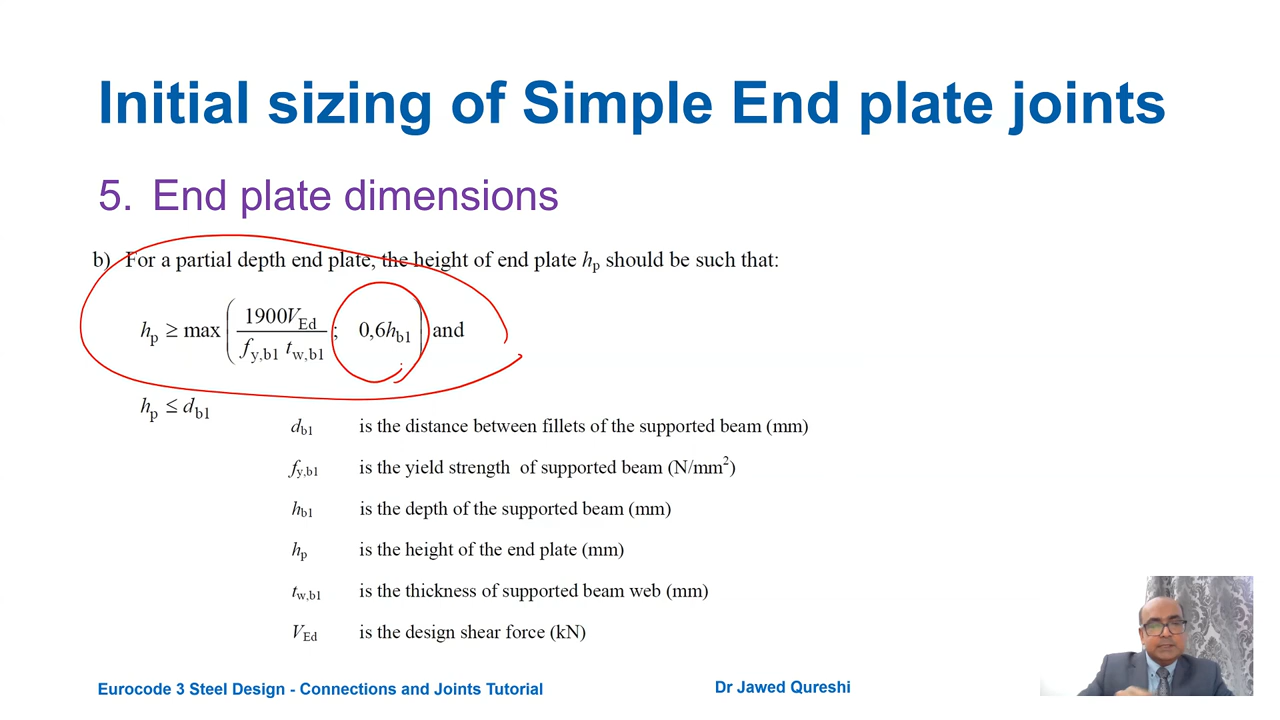 Initial sizing of Simple End plate joints
5. End plate dimensions
b) For a partial depth end plate, the height of end plate hp should be such that:
hp ≥ max ( 1900VEd / fy,b1 tw,b1 ; 0,6hb1 ) and
hp ≤ db1
db1 is the distance between fillets of the supported beam (mm)
fy,b1 is the yield strength of supported beam (N/mm²)
hb1 is the depth of the supported beam (mm)
hp is the height of the end plate (mm)
tw,b1 is the thickness of supported beam web (mm)
VEd is the design shear force (kN)
Eurocode 3 Steel Design - Connections and Joints Tutorial
Dr Jawed Qureshi